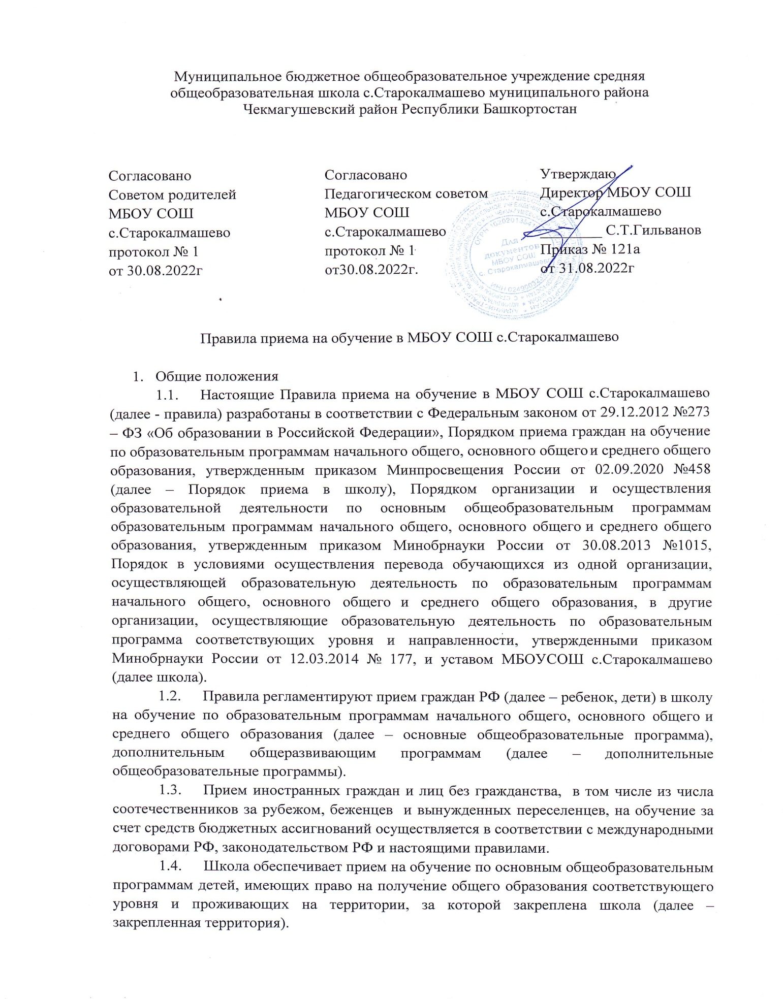 Муниципальное бюджетное общеобразовательное учреждение средняя
общеобразовательная школа с.Старокалмашево муниципального района
Чекмагушевский район Республики Башкортостан
Согласовано
Советом родителей
МБОУ СОШ
с.Старокалмашево
протокол № 1
от 30.08.2022г
Согласовано
Педагогическом советом
МБОУ СОШ
с.Старокалмашево
протокол № 1
от30.08.2022г.
Утверждаю
Директор МБОУ СОШ
с.Старокалмашево
_________ С.Т.Гильванов
Приказ № 121а
от 31.08.2022г
Для
документов
МБОУ СОШ
с. Старокалмашево
Правила приема на обучение в МБОУ СОШ с.Старокалмашево
1. Общие положения
1.1. Настоящие Правила приема на обучение в МБОУ СОШ с.Старокалмашево
(далее - правила) разработаны в соответствии с Федеральным законом от 29.12.2012 №273
– ФЗ «Об образовании в Российской Федерации», Порядком приема граждан на обучение
по образовательным программам начального общего, основного общего и среднего общего
образования, утвержденным приказом Минпросвещения России от 02.09.2020 №458
(далее – Порядок приема в школу), Порядком организации и осуществления
образовательной деятельности по основным общеобразовательным программам
образовательным программам начального общего, основного общего и среднего общего
образования, утвержденным приказом Минобрнауки России от 30.08.2013 №1015,
Порядок в условиями осуществления перевода обучающихся из одной организации,
осуществляющей образовательную деятельность по образовательным программам
начального общего, основного общего и среднего общего образования, в другие
организации, осуществляющие образовательную деятельность по образовательным
программа соответствующих уровня и направленности, утвержденными приказом
Минобрнауки России от 12.03.2014 № 177, и уставом МБОУСОШ с.Старокалмашево
(далее школа).
1.2. Правила регламентируют прием граждан РФ (далее – ребенок, дети) в школу
на обучение по образовательным программам начального общего, основного общего и
среднего общего образования (далее – основные общеобразовательные программа),
дополнительным общеразвивающим программам (далее – дополнительные
общеобразовательные программы).
1.3. Прием иностранных граждан и лиц без гражданства, в том числе из числа
соотечественников за рубежом, беженцев и вынужденных переселенцев, на обучение за
счет средств бюджетных ассигнований осуществляется в соответствии с международными
договорами РФ, законодательством РФ и настоящими правилами.
1.4. Школа обеспечивает прием на обучение по основным общеобразовательным
программам детей, имеющих право на получение общего образования соответствующего
уровня и проживающих на территории, за которой закреплена школа (далее –
закрепленная территория).